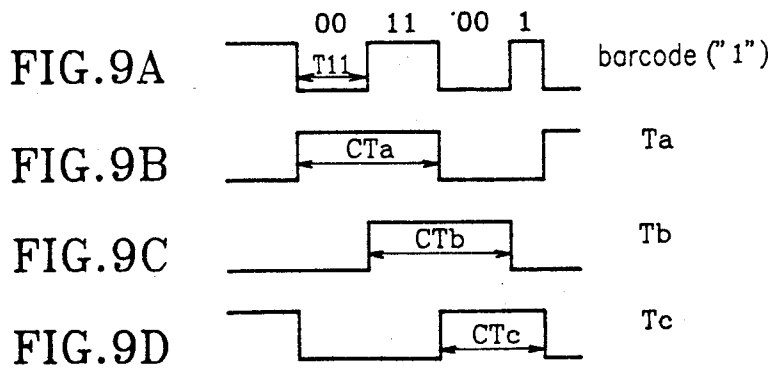 00 11 00 1
FIG.9A T11 barcode ("1")
FIG.9B CTa Ta
FIG.9C CTb Tb
FIG.9D CTc Tc